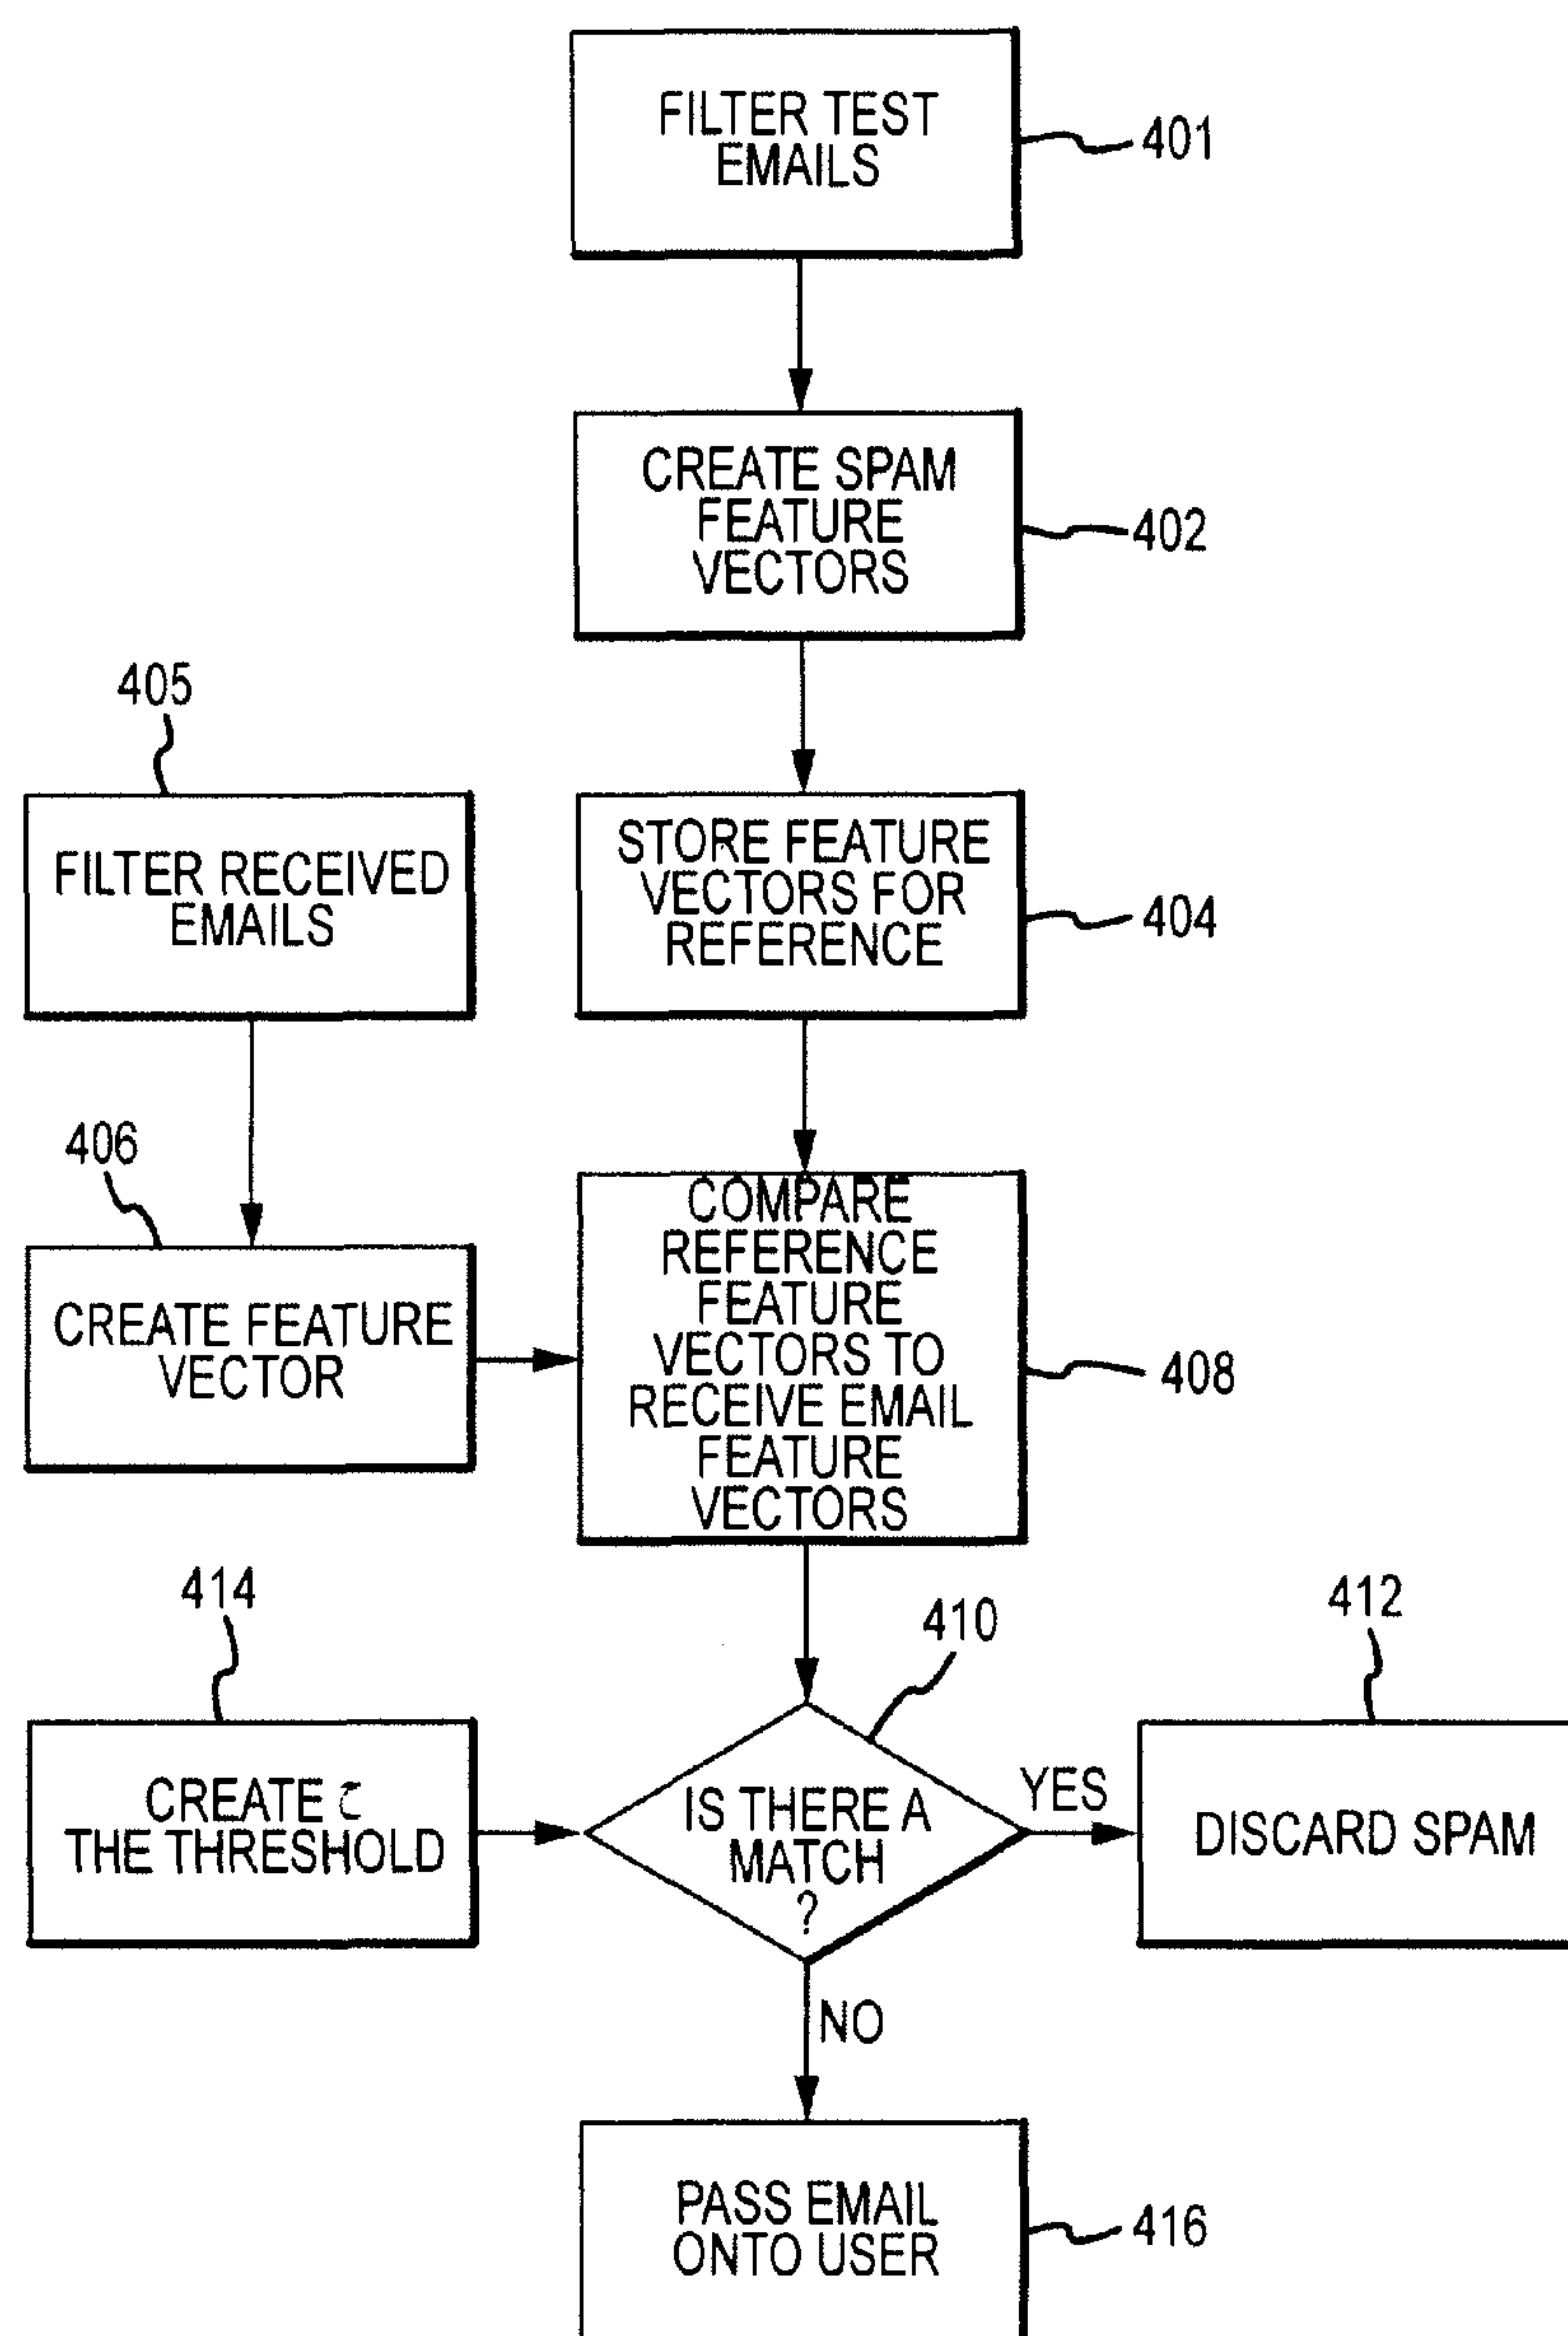 FILTER TEST
EMAILS
401
CREATE SPAM
FEATURE
VECTORS
402
405
FILTER RECEIVED
EMAILS
STORE FEATURE
VECTORS FOR
REFERENCE
404
406
CREATE FEATURE
VECTOR
COMPARE
REFERENCE
FEATURE
VECTORS TO
RECEIVE EMAIL
FEATURE
VECTORS
408
414
CREATE
THE THRESHOLD
410
IS THERE A
MATCH
?
YES
412
DISCARD SPAM
NO
PASS EMAIL
ONTO USER
416